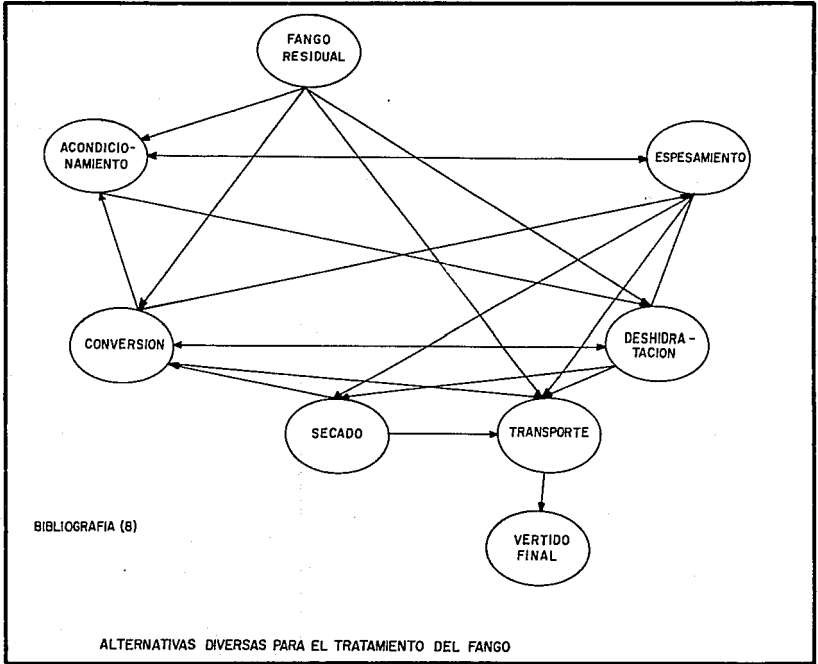 FANGO
RESIDUAL
ACONDICIO-
NAMIENTO
ESPESAMIENTO
CONVERSION
DESHIDRA-
TACION
SECADO
TRANSPORTE
VERTIDO
FINAL
BIBLIOGRAFIA (8)
ALTERNATIVAS DIVERSAS PARA EL TRATAMIENTO DEL FANGO